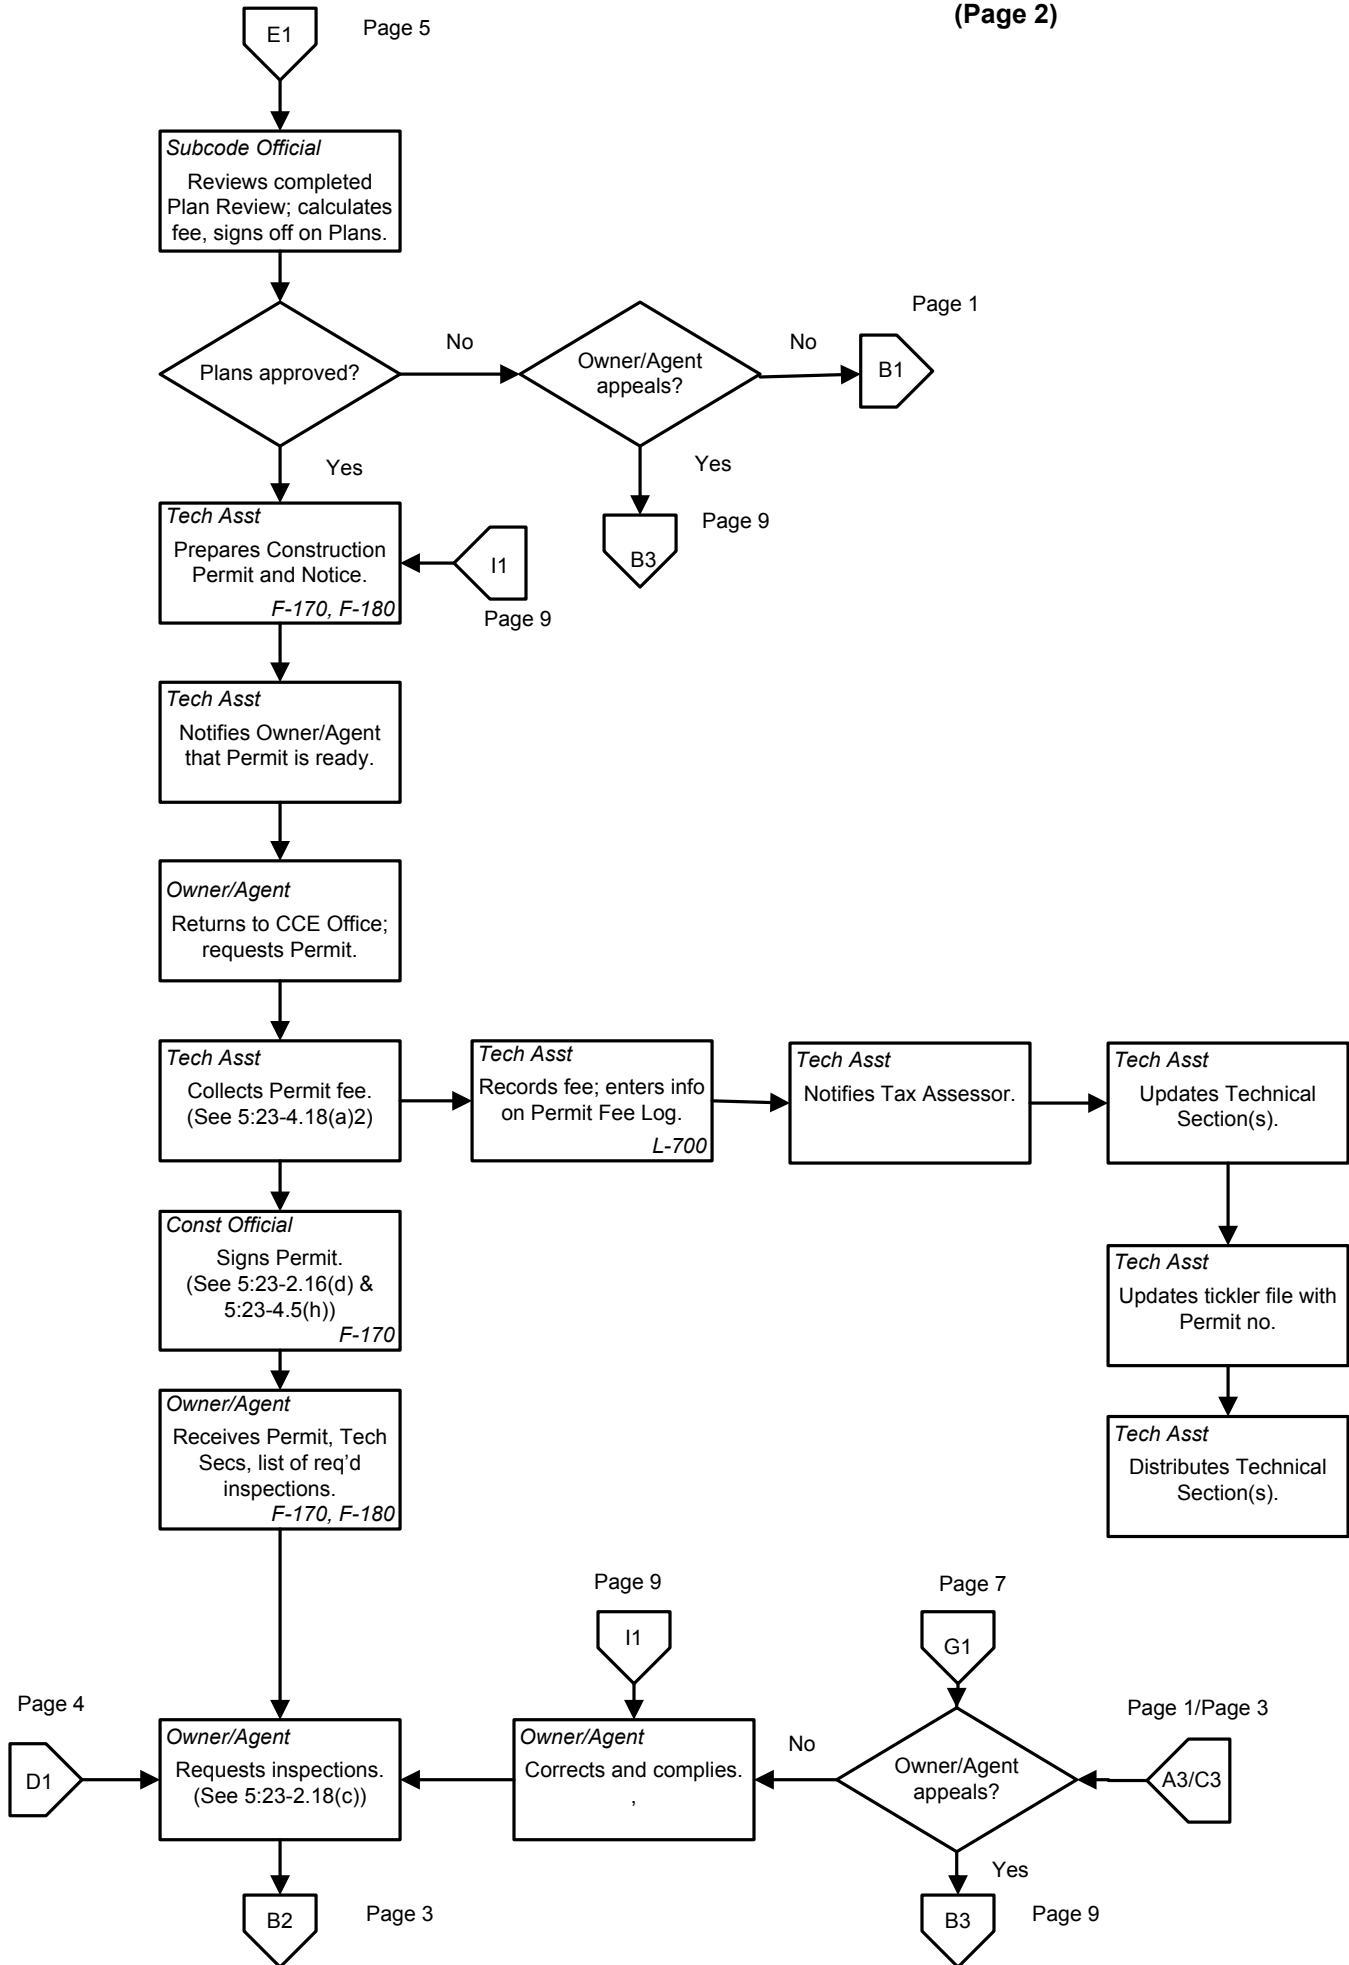 (Page 2)
E1
Page 5
Subcode Official
Reviews completed
Plan Review; calculates
fee, signs off on Plans.
Plans approved?
No
Owner/Agent
appeals?
No
Page 1
B1
Yes
Yes
Page 9
B3
Tech Asst
Prepares Construction
Permit and Notice.
F-170, F-180
I1
Page 9
Tech Asst
Notifies Owner/Agent
that Permit is ready.
Owner/Agent
Returns to CCE Office;
requests Permit.
Tech Asst
Collects Permit fee.
(See 5:23-4.18(a)2)
Tech Asst
Records fee; enters info
on Permit Fee Log.
L-700
Tech Asst
Notifies Tax Assessor.
Tech Asst
Updates Technical
Section(s).
Const Official
Signs Permit.
(See 5:23-2.16(d) &
5:23-4.5(h))
F-170
Tech Asst
Updates tickler file with
Permit no.
Owner/Agent
Receives Permit, Tech
Secs, list of req'd
inspections.
F-170, F-180
Tech Asst
Distributes Technical
Section(s).
Page 9
I1
Page 7
G1
Page 4
D1
Owner/Agent
Requests inspections.
(See 5:23-2.18(c))
Owner/Agent
Corrects and complies.
,
No
Owner/Agent
appeals?
Page 1/Page 3
A3/C3
Yes
B2
Page 3
B3
Page 9